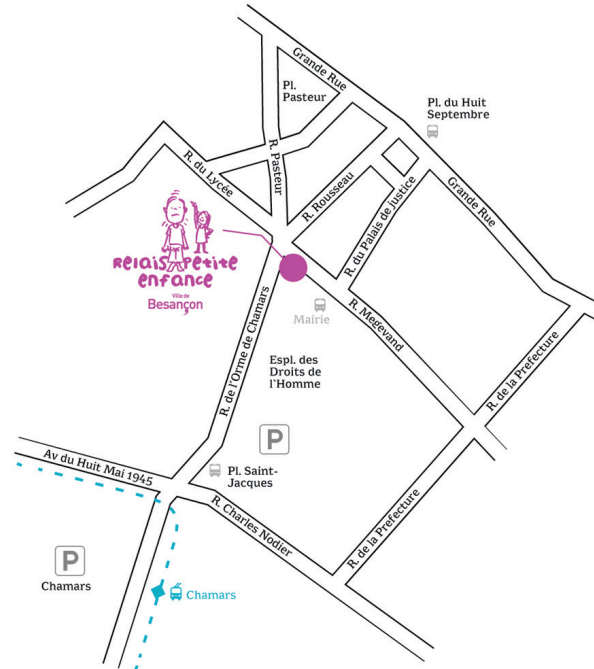 Grande Rue
Pl.
Pasteur
Pl. du Huit
Septembre
R. Pasteur
R. du Lycée
R. Rousseau
Grande Rue
R. du Palais de justice
RELAIS PETITE
ENFANCE
Ville de
Besançon
Mairie
R. Megevand
R. de l'Orme de Chamars
Espl. des
Droits de
l'Homme
R. de la Prefecture
P
Av du Huit Mai 1945
Pl. Saint-
Jacques
R. Charles Nodier
R. de la Prefecture
P
Chamars
Chamars